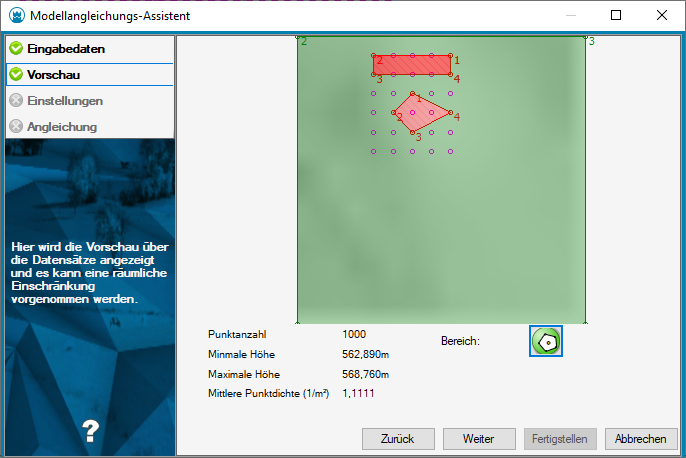 Modellangleichungs-Assistent
Eingabedaten
Vorschau
Einstellungen
Angleichung
Hier wird die Vorschau über
die Datensätze angezeigt
und es kann eine räumliche
Einschränkung
vorgenommen werden.
?
2 3
2 1
3 4
1
2 4
3
Punktanzahl 1000
Minmale Höhe 562,890m
Maximale Höhe 568,760m
Mittlere Punktdichte (1/m²) 1,1111
Bereich:
Zurück Weiter Fertigstellen Abbrechen